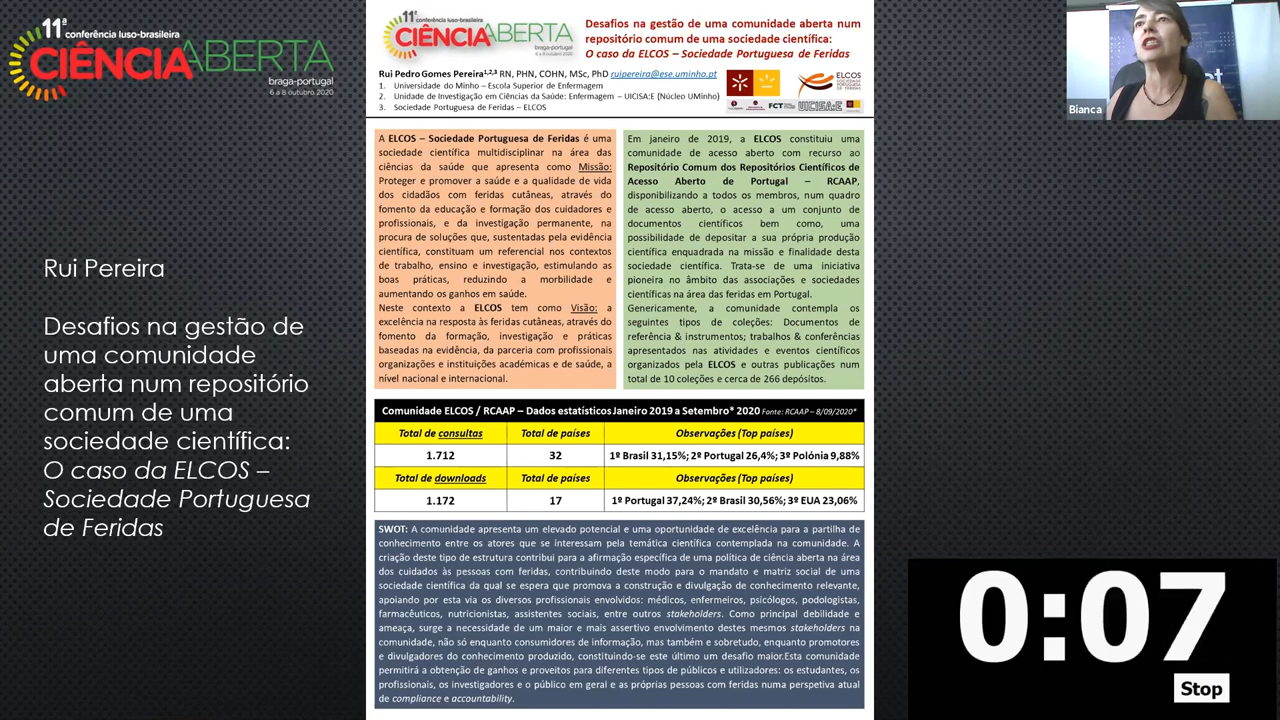 11ª
conferência luso-brasileira
CIÊNCIAABERTA
braga-portugal
6 a 8 outubro 2020
Rui Pereira
Desafios na gestão de
uma comunidade
aberta num repositório
comum de uma
sociedade científica:
O caso da ELCOS –
Sociedade Portuguesa
de Feridas
11ª
conferência luso-brasileira
CIÊNCIAABERTA
braga-portugal
6 a 8 outubro 2020
Desafios na gestão de uma comunidade aberta num
repositório comum de uma sociedade científica:
O caso da ELCOS – Sociedade Portuguesa de Feridas
Rui Pedro Gomes Pereira1,2,3 RN, PHN, COHN, MSc, PhD ruipereira@ese.uminho.pt
1. Universidade do Minho – Escola Superior de Enfermagem
2. Unidade de Investigação em Ciências da Saúde: Enfermagem – UICISA:E (Núcleo UMinho)
3. Sociedade Portuguesa de Feridas – ELCOS
ELCOS
SOCIEDADE
PORTUGUESA
DE FERIDAS
FCT
UICISA:E
A ELCOS – Sociedade Portuguesa de Feridas é uma
sociedade científica multidisciplinar na área das
ciências da saúde que apresenta como Missão:
Proteger e promover a saúde e a qualidade de vida
dos cidadãos com feridas cutâneas, através do
fomento da educação e formação dos cuidadores e
profissionais, e da investigação permanente, na
procura de soluções que, sustentadas pela evidência
científica, constituam um referencial nos contextos
de trabalho, ensino e investigação, estimulando as
boas práticas, reduzindo a morbilidade e
aumentando os ganhos em saúde.
Neste contexto a ELCOS tem como Visão: a
excelência na resposta às feridas cutâneas, através do
fomento da formação, investigação e práticas
baseadas na evidência, da parceria com profissionais
organizações e instituições académicas e de saúde, a
nível nacional e internacional.
Em janeiro de 2019, a ELCOS constituiu uma
comunidade de acesso aberto com recurso ao
Repositório Comum dos Repositórios Científicos de
Acesso Aberto de Portugal – RCAAP,
disponibilizando a todos os membros, num quadro
de acesso aberto, o acesso a um conjunto de
documentos científicos bem como, uma
possibilidade de depositar a sua própria produção
científica enquadrada na missão e finalidade desta
sociedade científica. Trata-se de uma iniciativa
pioneira no âmbito das associações e sociedades
científicas na área das feridas em Portugal.
Genericamente, a comunidade contempla os
seguintes tipos de coleções: Documentos de
referência & instrumentos; trabalhos & conferências
apresentados nas atividades e eventos científicos
organizados pela ELCOS e outras publicações num
total de 10 coleções e cerca de 266 depósitos.
Comunidade ELCOS / RCAAP – Dados estatísticos Janeiro 2019 a Setembro* 2020 Fonte: RCAAP – 8/09/2020*
Total de consultas Total de países Observações (Top países)
1.712 32 1º Brasil 31,15%; 2º Portugal 26,4%; 3º Polónia 9,88%
Total de downloads Total de países Observações (Top países)
1.172 17 1º Portugal 37,24%; 2º Brasil 30,56%; 3º EUA 23,06%
SWOT: A comunidade apresenta um elevado potencial e uma oportunidade de excelência para a partilha de
conhecimento entre os atores que se interessam pela temática científica contemplada na comunidade. A
criação deste tipo de estrutura contribui para a afirmação específica de uma política de ciência aberta na área
dos cuidados às pessoas com feridas, contribuindo deste modo para o mandato e matriz social de uma
sociedade científica da qual se espera que promova a construção e divulgação de conhecimento relevante,
apoiando por esta via os diversos profissionais envolvidos: médicos, enfermeiros, psicólogos, podologistas,
farmacêuticos, nutricionistas, assistentes sociais, entre outros stakeholders. Como principal debilidade e
ameaça, surge a necessidade de um maior e mais assertivo envolvimento destes mesmos stakeholders na
comunidade, não só enquanto consumidores de informação, mas também e sobretudo, enquanto promotores
e divulgadores do conhecimento produzido, constituindo-se este último um desafio maior.Esta comunidade
permitirá a obtenção de ganhos e proveitos para diferentes tipos de públicos e utilizadores: os estudantes, os
profissionais, os investigadores e o público em geral e as próprias pessoas com feridas numa perspetiva atual
de compliance e accountability.
Bianca
0:07
Stop